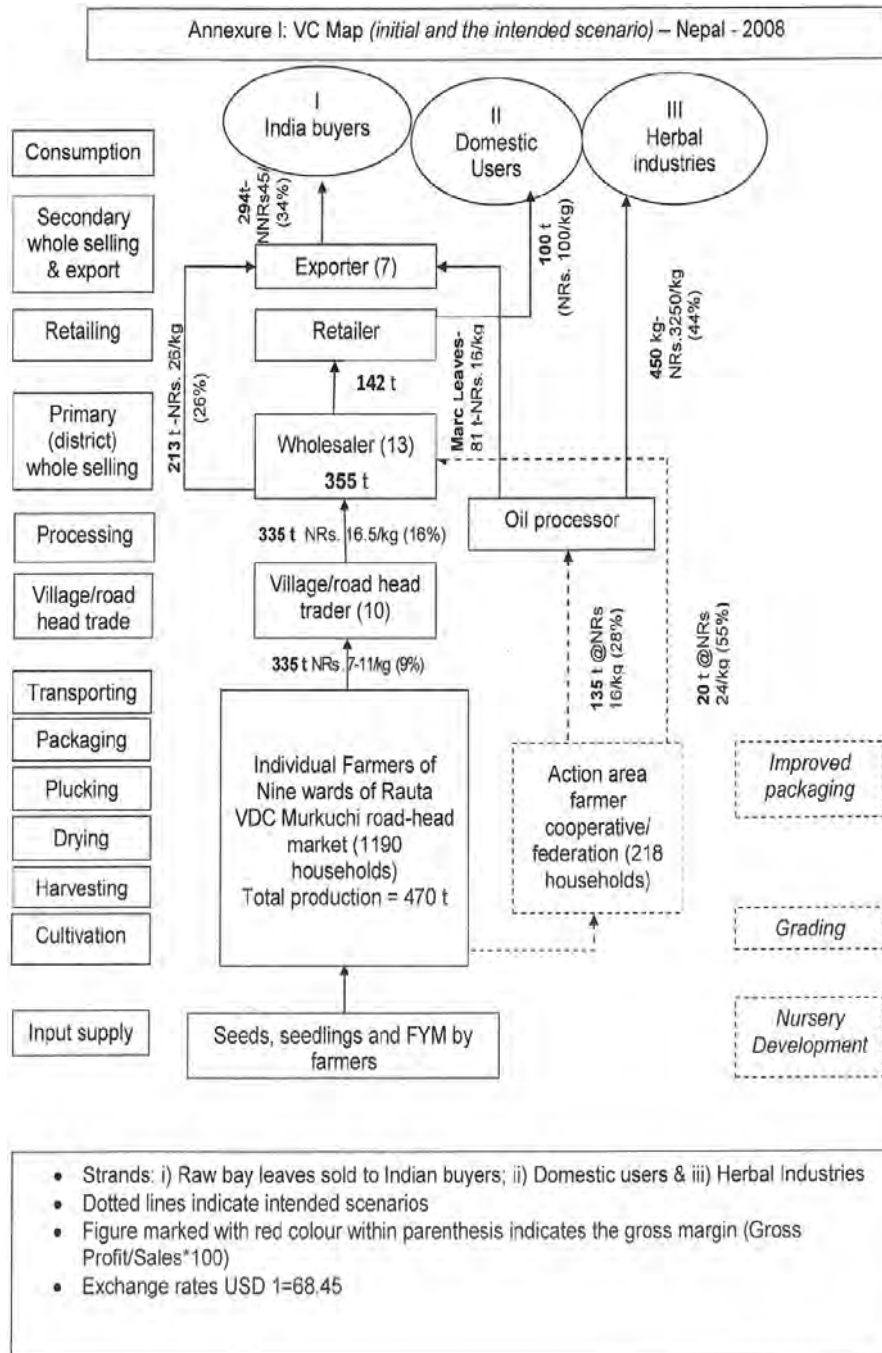 Annexure I: VC Map (initial and the intended scenario) – Nepal - 2008
I
India buyers
II
Domestic
Users
III
Herbal
industries
Consumption
Secondary
whole selling
& export
Retailing
Primary
(district)
whole selling
Processing
Village/road
head trade
Transporting
Packaging
Plucking
Drying
Harvesting
Cultivation
Input supply
294t-
NNRs45/
(34%)
Exporter (7)
Retailer
142 t
Wholesaler (13)
355 t
213 t -NRs. 26/kg
(26%)
335 t NRs. 16.5/kg (16%)
Village/road head
trader (10)
335 t NRs. 7-11/kg (9%)
Individual Farmers of
Nine wards of Rauta
VDC Murkuchi road-head
market (1190
households)
Total production = 470 t
Seeds, seedlings and FYM by
farmers
100 t
(NRs. 100/kg)
Marc Leaves-
81 t-NRs.16/kg
450 kg-
NRs.3250/kg
(44%)
Oil processor
135 t @NRs
16/kg (28%)
20 t @NRs
24/kg (55%)
Action area
farmer
cooperative/
federation (218
households)
Improved
packaging
Grading
Nursery
Development
• Strands: i) Raw bay leaves sold to Indian buyers; ii) Domestic users & iii) Herbal Industries
• Dotted lines indicate intended scenarios
• Figure marked with red colour within parenthesis indicates the gross margin (Gross
Profit/Sales*100)
• Exchange rates USD 1=68.45